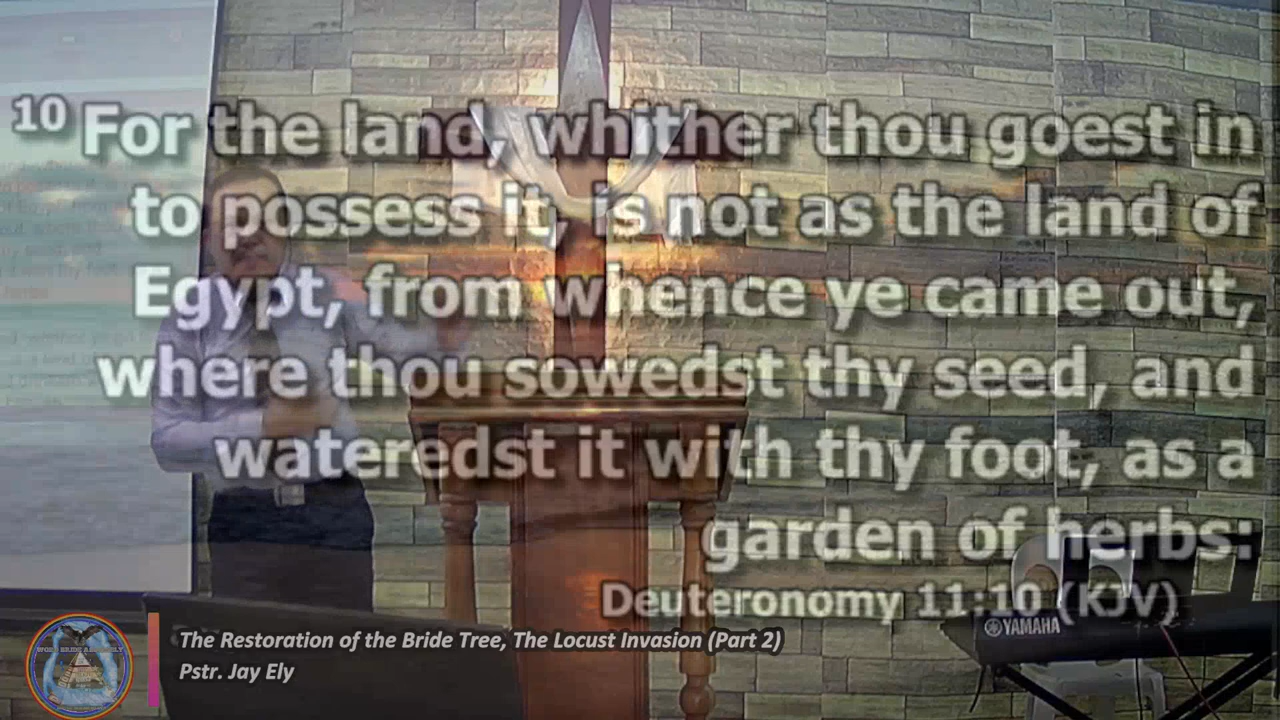 10 For the land, whither thou goest in
to possess it, is not as the land of
Egypt, from whence ye came out,
where thou sowedst thy seed, and
wateredst it with thy foot, as a
garden of herbs:
Deuteronomy 11:10 (KJV)
YAMAHA
The Restoration of the Bride Tree, The Locust Invasion (Part 2)
Pstr. Jay Ely